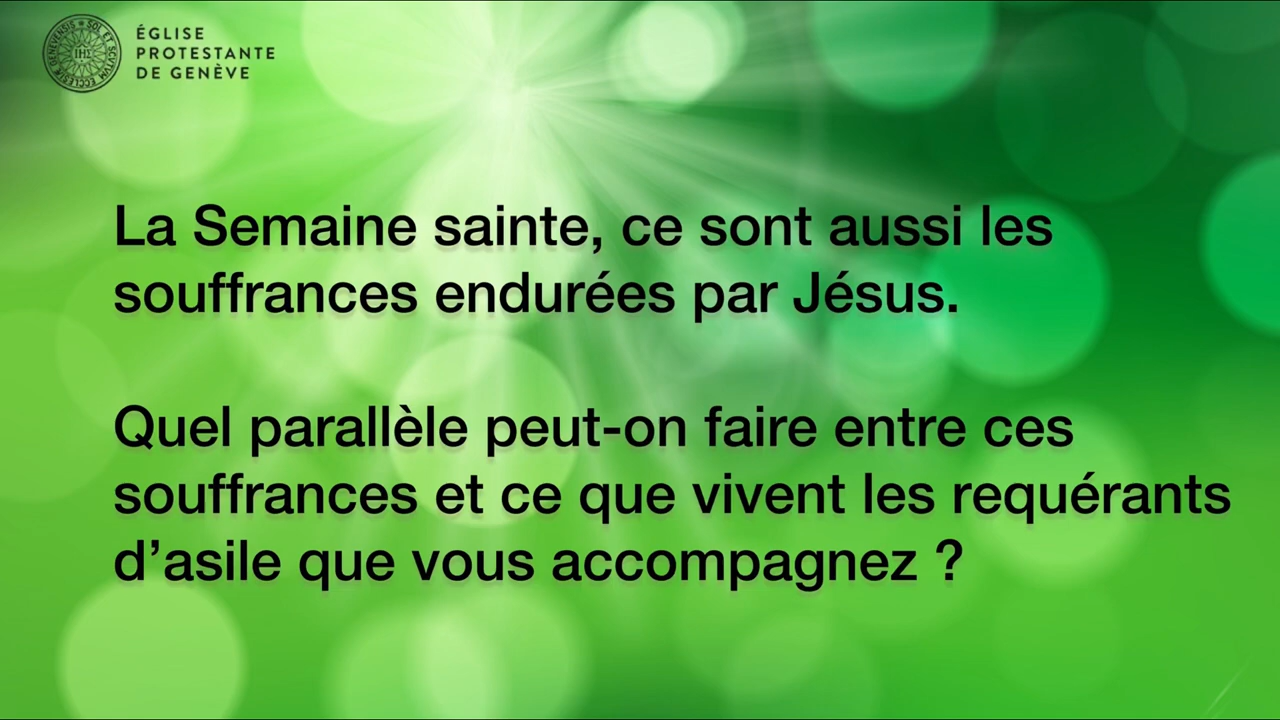 ÉGLISE
PROTESTANTE
DE GENÈVE
IHS
La Semaine sainte, ce sont aussi les
souffrances endurées par Jésus.
Quel parallèle peut-on faire entre ces
souffrances et ce que vivent les requérants
d’asile que vous accompagnez ?